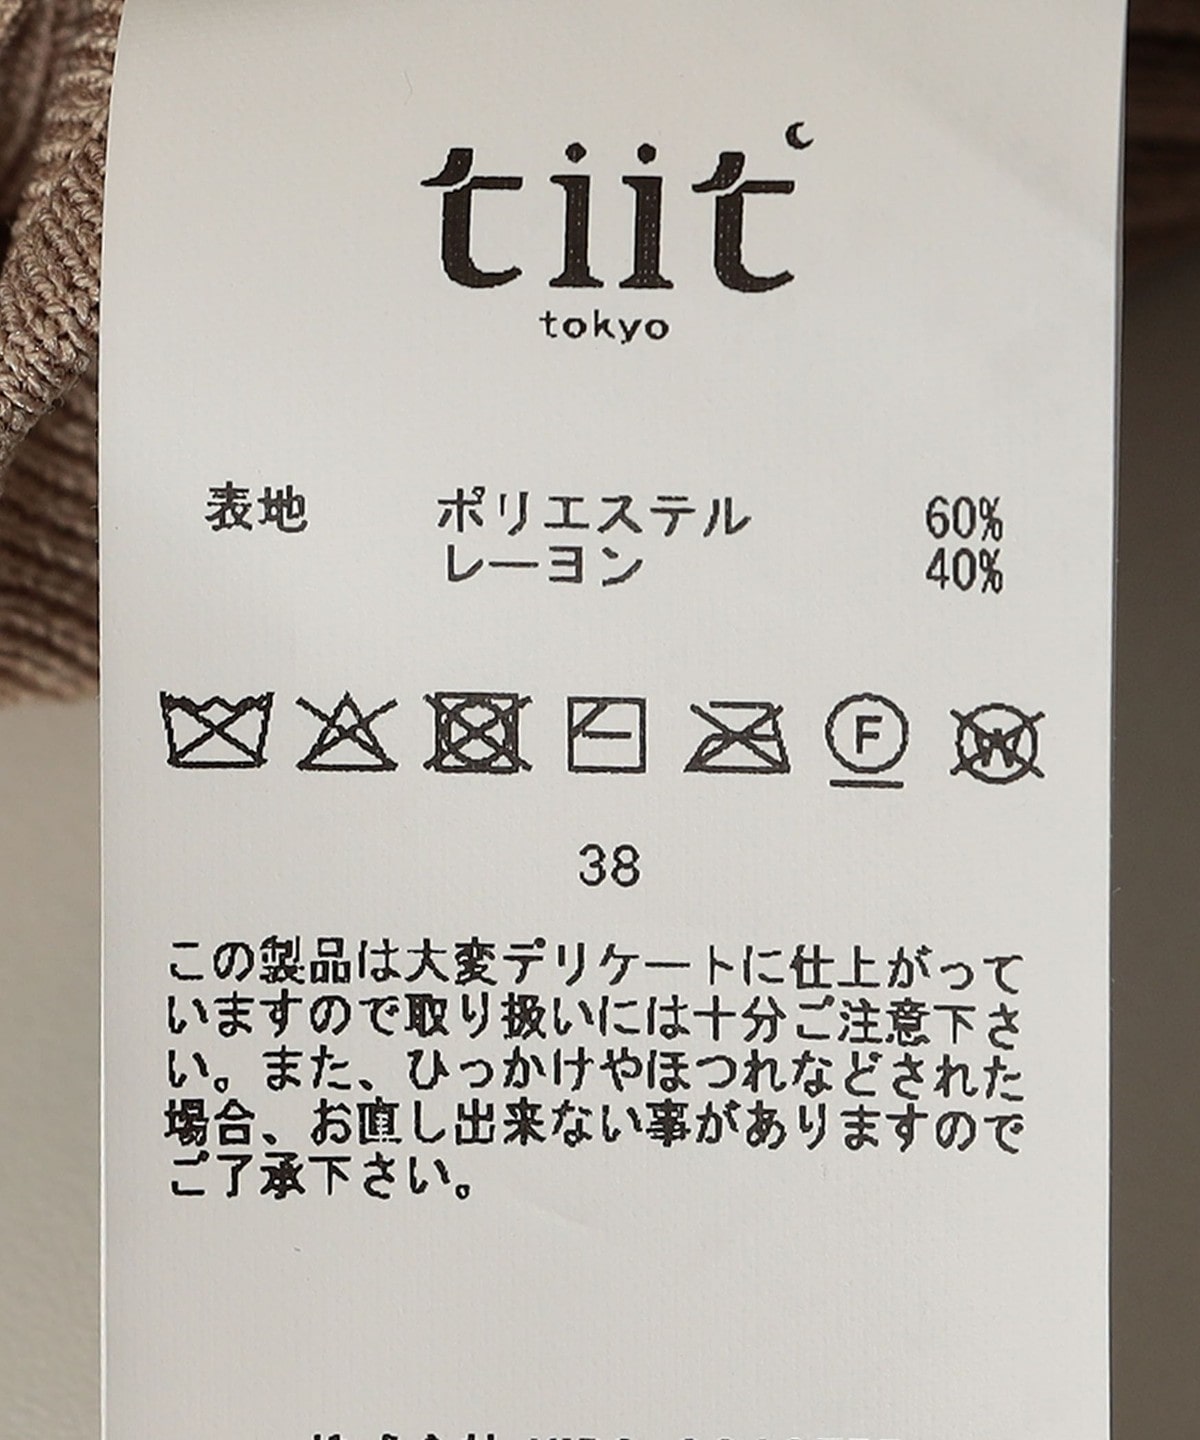 tiit
tokyo
表地 ポリエステル 60%
レーヨン 40%
F W
38
この製品は大変デリケートに仕上がって
いますので取り扱いには十分ご注意下さ
い。また、ひっかけやほつれなどされた
場合、お直し出来ない事がありますので
ご了承下さい。